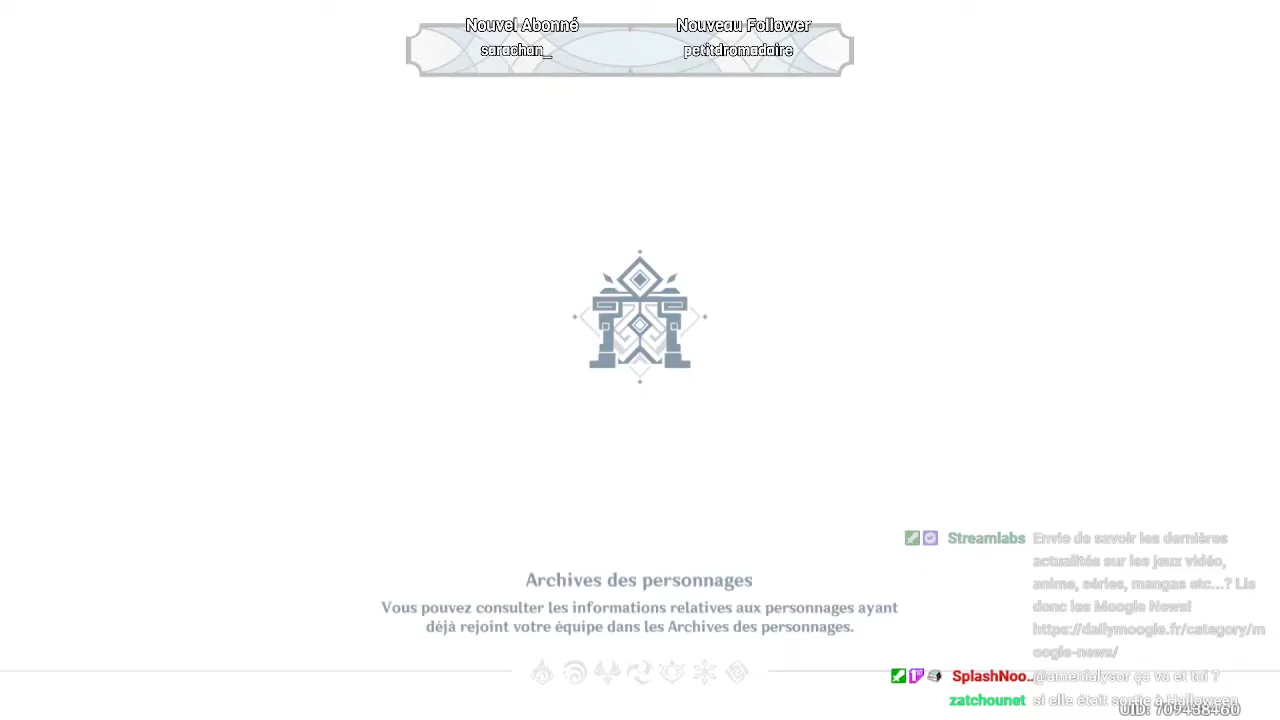 Nouvel Abonné
Nouveau Follower
sarachan_
petitdromadaire
Archives des personnages
Vous pouvez consulter les informations relatives aux personnages ayant
déjà rejoint votre équipe dans les Archives des personnages.
Streamlabs Envie de savoir les dernières
actualités sur les jeux vidéo,
anime, séries, mangas etc...? Lis
donc les Moogle News!
https://dailymoogle.fr/category/m
oogle-news/
SplashNoo.. @amenialysor ça va et toi ?
zatchounet si elle était sortie à Halloween
UID: 709438460